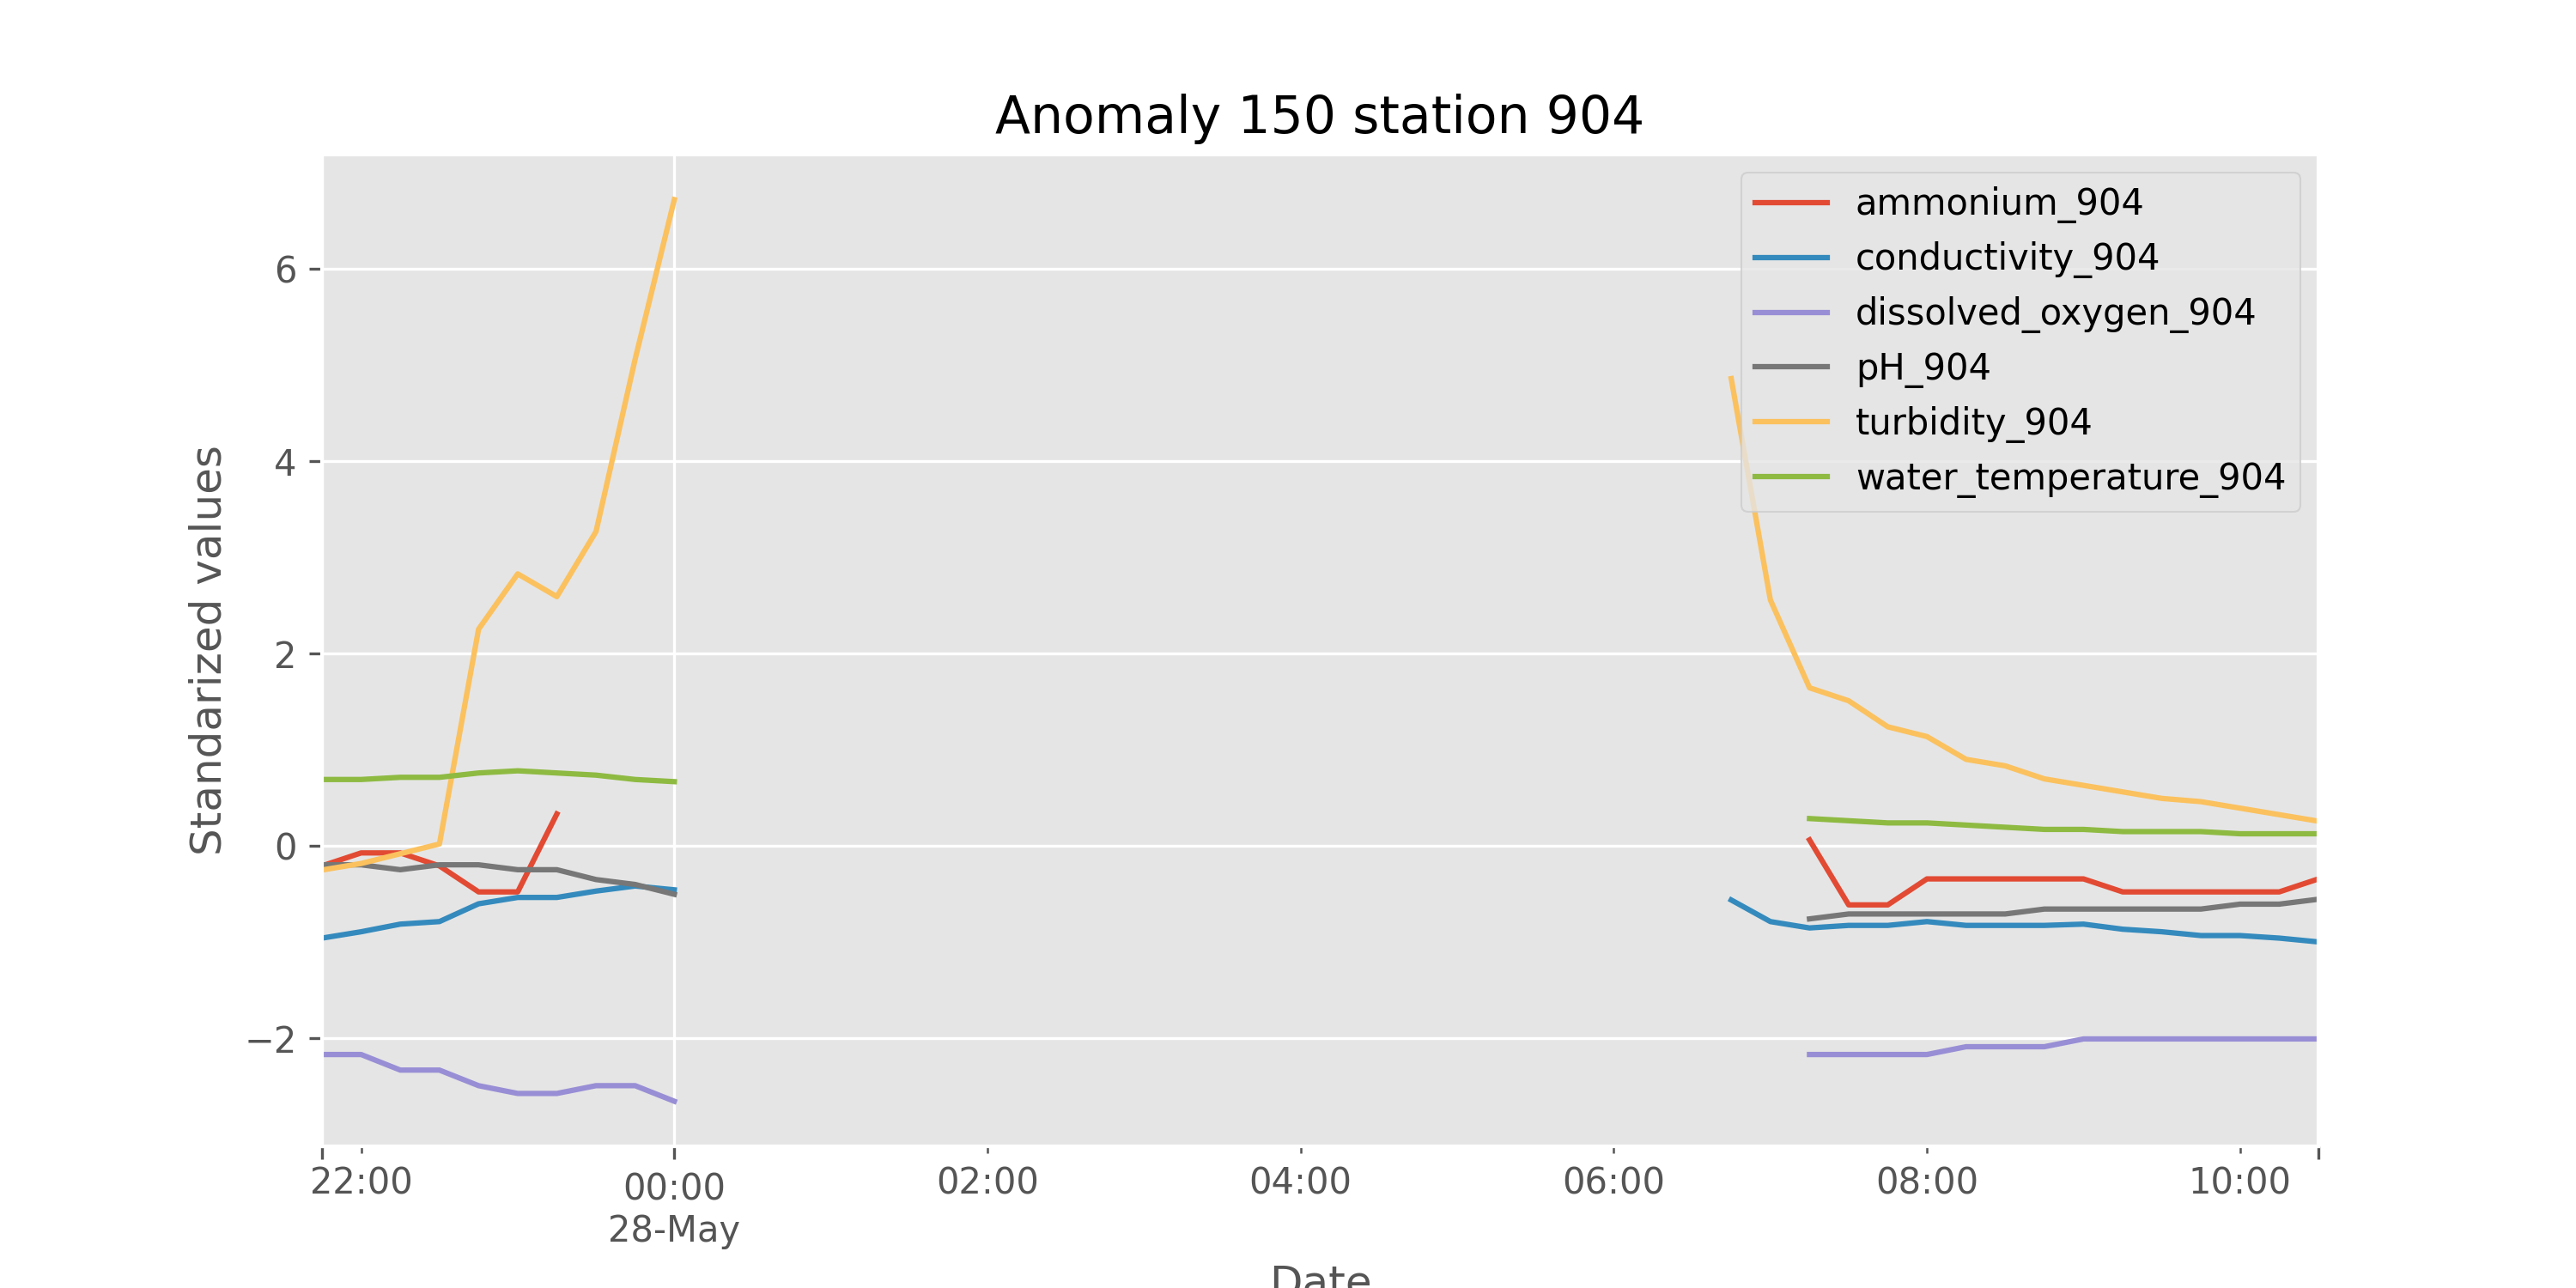 Anomaly 150 station 904
ammonium_904
conductivity_904
dissolved_oxygen_904
pH_904
turbidity_904
water_temperature_904
Standarized values
6
4
2
0
−2
22:00 00:00 02:00 04:00 06:00 08:00 10:00
28-May
Date